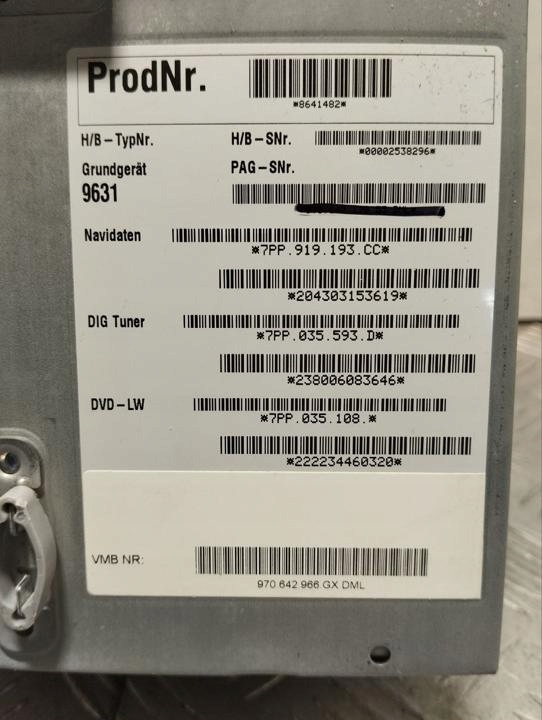 ProdNr.
*8641482*
H/B-TypNr. H/B-SNr.
*00002538296*
Grundgerät PAG-SNr.
9631
Navidaten
*7PP.919.193.CC*
*204303153619*
DIG Tuner
*7PP.035.593.D*
*238006083646*
DVD-LW
*7PP.035.108.*
*222234460320*
VMB NR:
970.642.966.GX DML